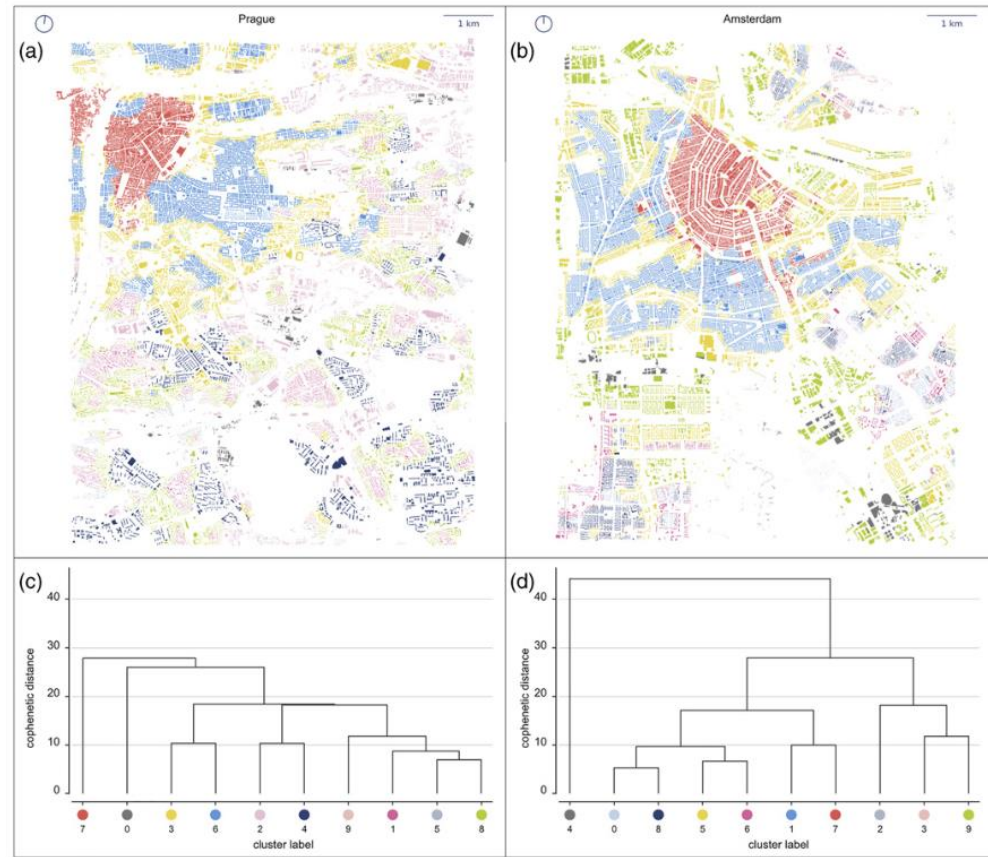 Prague
1 km
(a)
Amsterdam
1 km
(b)
(c)
cophenetic distance
40
30
20
10
0
7 0 3 6 2 4 9 1 5 8
cluster label
(d)
cophenetic distance
40
30
20
10
0
4 0 8 5 6 1 7 2 3 9
cluster label